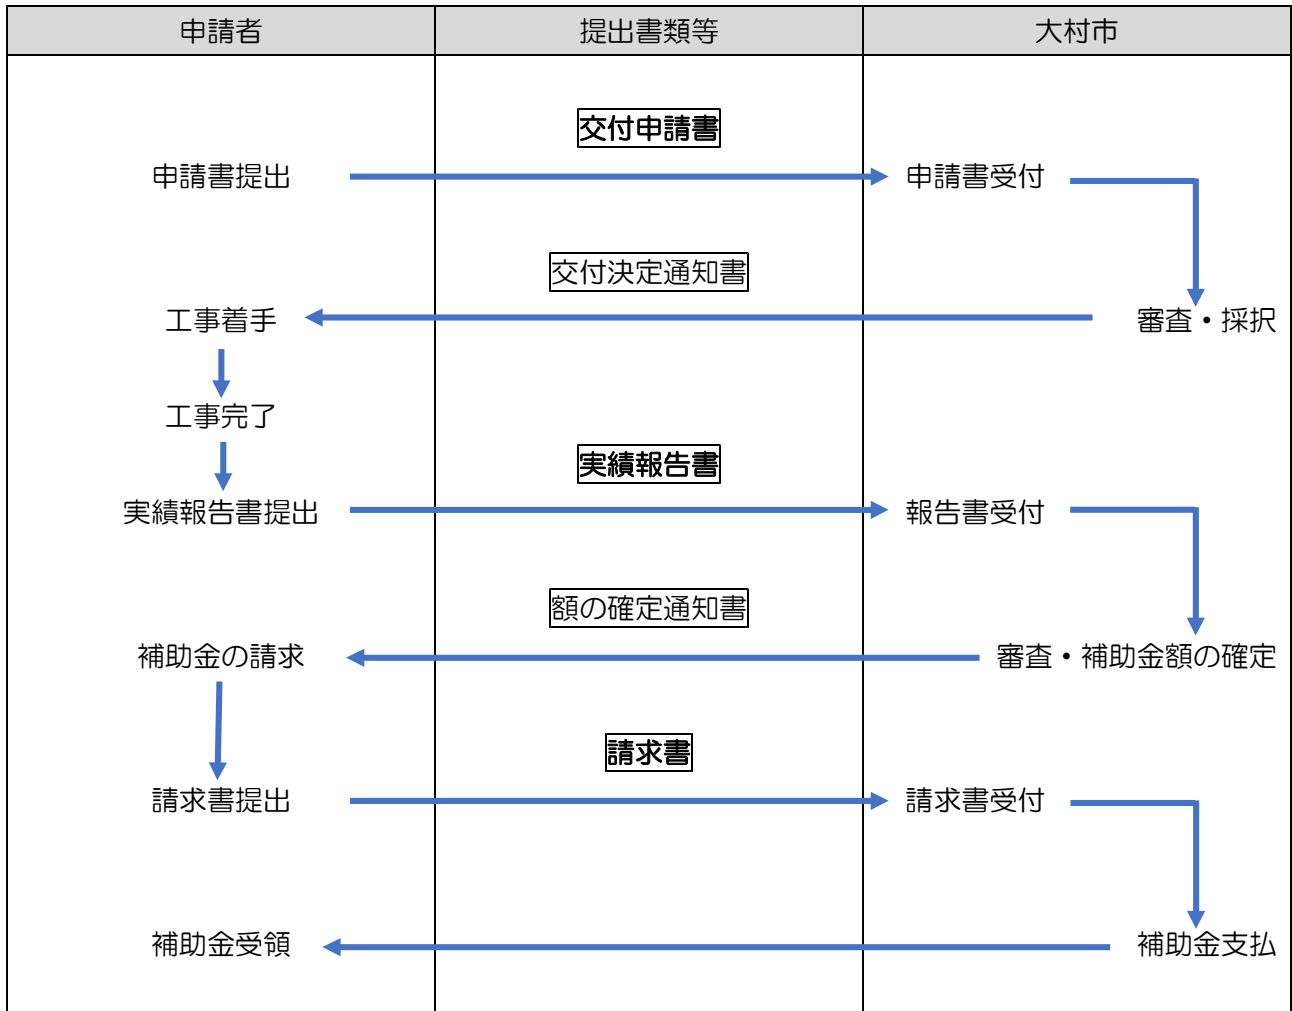 申請者 提出書類等 大村市
交付申請書
申請書提出 申請書受付
交付決定通知書
工事着手 審査・採択
工事完了
実績報告書
実績報告書提出 報告書受付
額の確定通知書
補助金の請求 審査・補助金額の確定
請求書
請求書提出 請求書受付
補助金受領 補助金支払